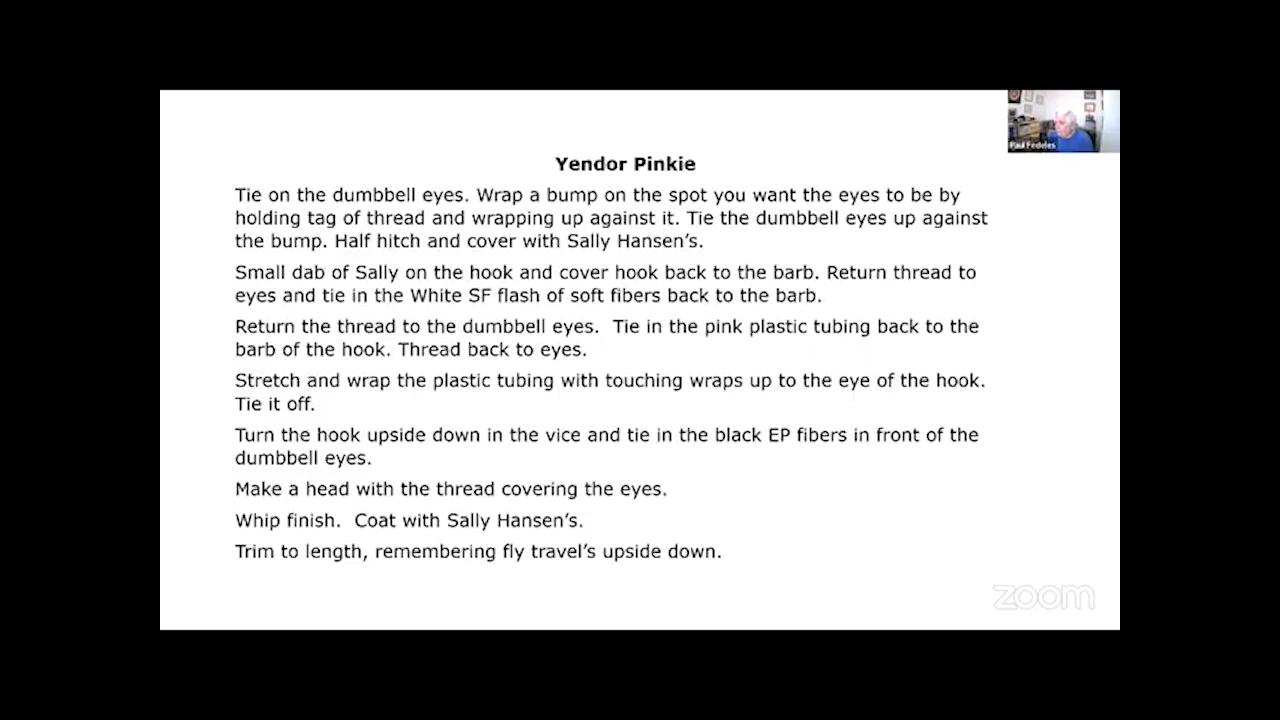 Paul Fedeles
Yendor Pinkie
Tie on the dumbbell eyes. Wrap a bump on the spot you want the eyes to be by
holding tag of thread and wrapping up against it. Tie the dumbbell eyes up against
the bump. Half hitch and cover with Sally Hansen’s.
Small dab of Sally on the hook and cover hook back to the barb. Return thread to
eyes and tie in the White SF flash of soft fibers back to the barb.
Return the thread to the dumbbell eyes.  Tie in the pink plastic tubing back to the
barb of the hook. Thread back to eyes.
Stretch and wrap the plastic tubing with touching wraps up to the eye of the hook.
Tie it off.
Turn the hook upside down in the vice and tie in the black EP fibers in front of the
dumbbell eyes.
Make a head with the thread covering the eyes.
Whip finish.  Coat with Sally Hansen’s.
Trim to length, remembering fly travel’s upside down.
zoom